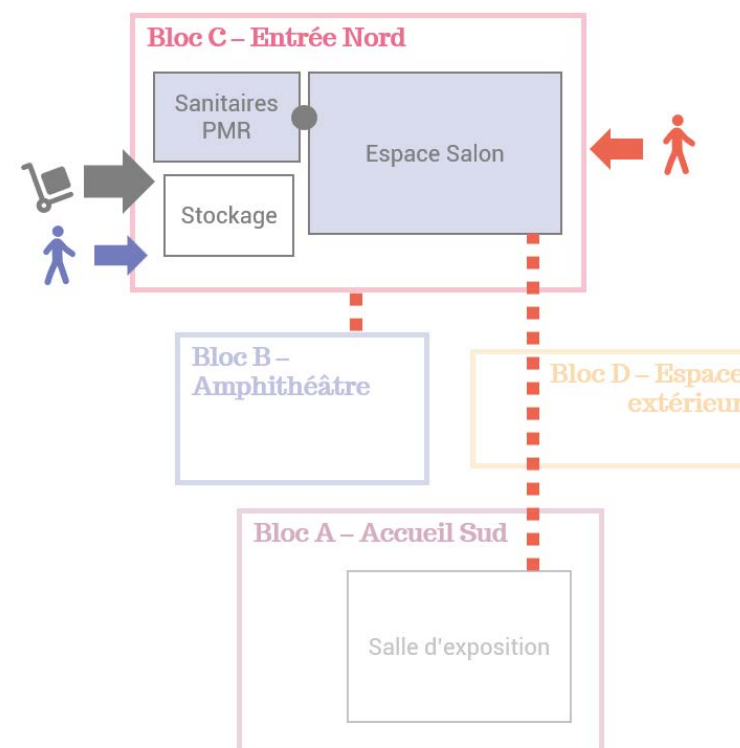 Bloc C – Entrée Nord
Sanitaires
PMR
Espace Salon
Stockage
Bloc B –
Amphithéâtre
Bloc D – Espace
extérieur
Bloc A – Accueil Sud
Salle d'exposition